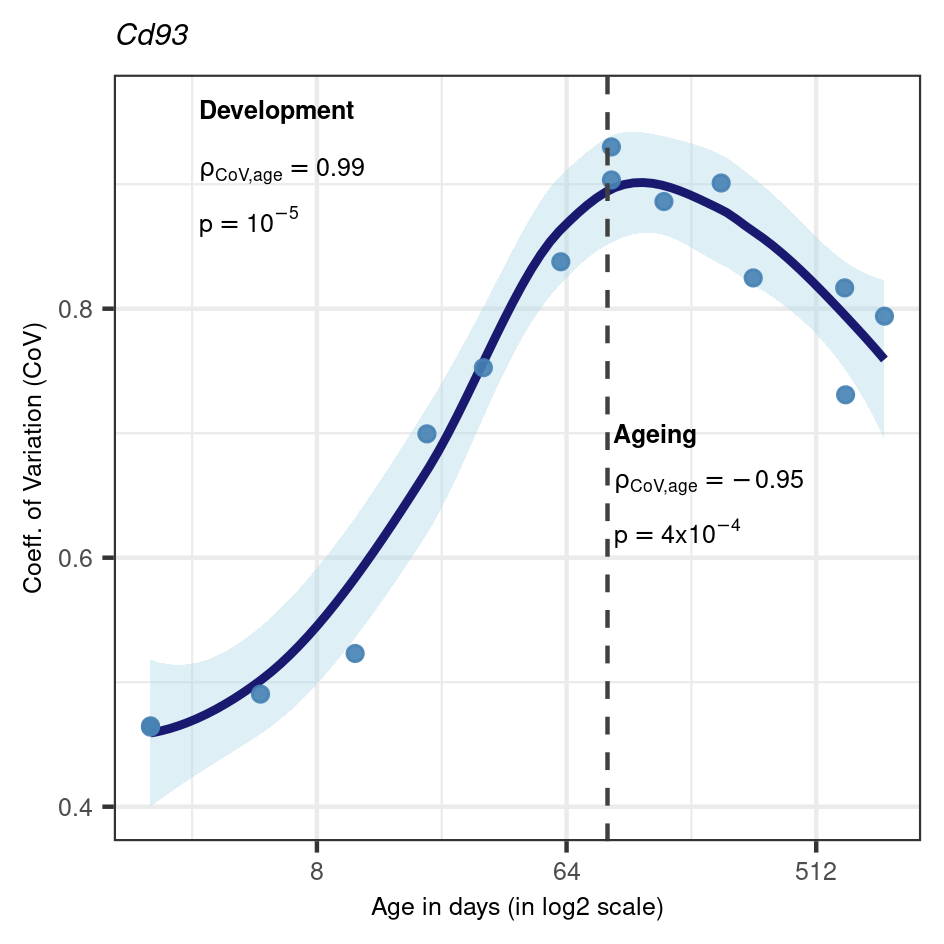 Cd93
Development
ρCoV,age = 0.99
p = 10⁻⁵
Ageing
ρCoV,age = −0.95
p = 4x10⁻⁴
0.8
0.6
0.4
8
64
512
Coeff. of Variation (CoV)
Age in days (in log2 scale)